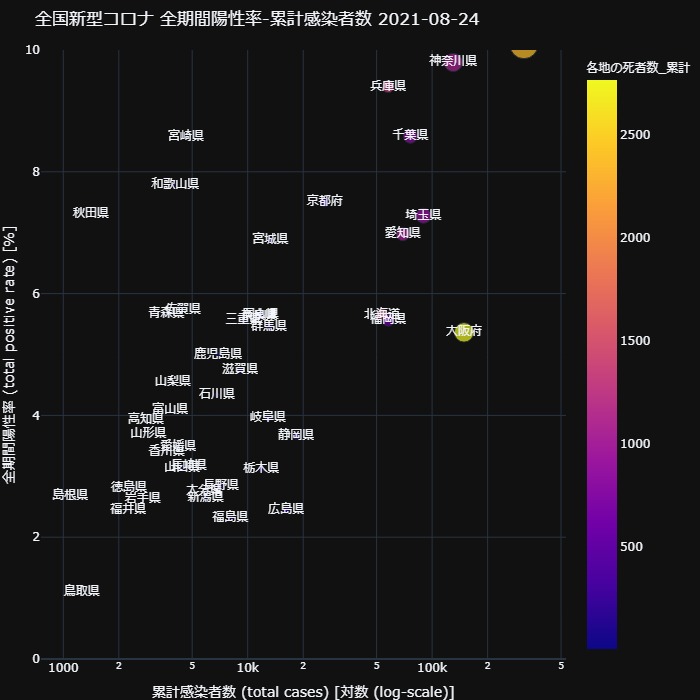 全国新型コロナ 全期間陽性率-累計感染者数 2021-08-24
各地の死者数_累計
10
神奈川県
兵庫県
千葉県
宮崎県
2500
8
和歌山県
京都府
秋田県
埼玉県
愛知県
宮城県
2000
6
佐賀県
青森県
三重県
群馬県
北海道
福岡県
大阪府
1500
鹿児島県
滋賀県
山梨県
石川県
4
富山県
高知県
岐阜県
山形県
静岡県
1000
愛媛県
香川県
栃木県
長野県
徳島県
島根県
岩手県
新潟県
福井県
広島県
福島県
500
2
鳥取県
0
1000
2
5
10k
2
5
100k
2
5
全期間陽性率 (total positive rate) [%]
累計感染者数 (total cases) [対数 (log-scale)]